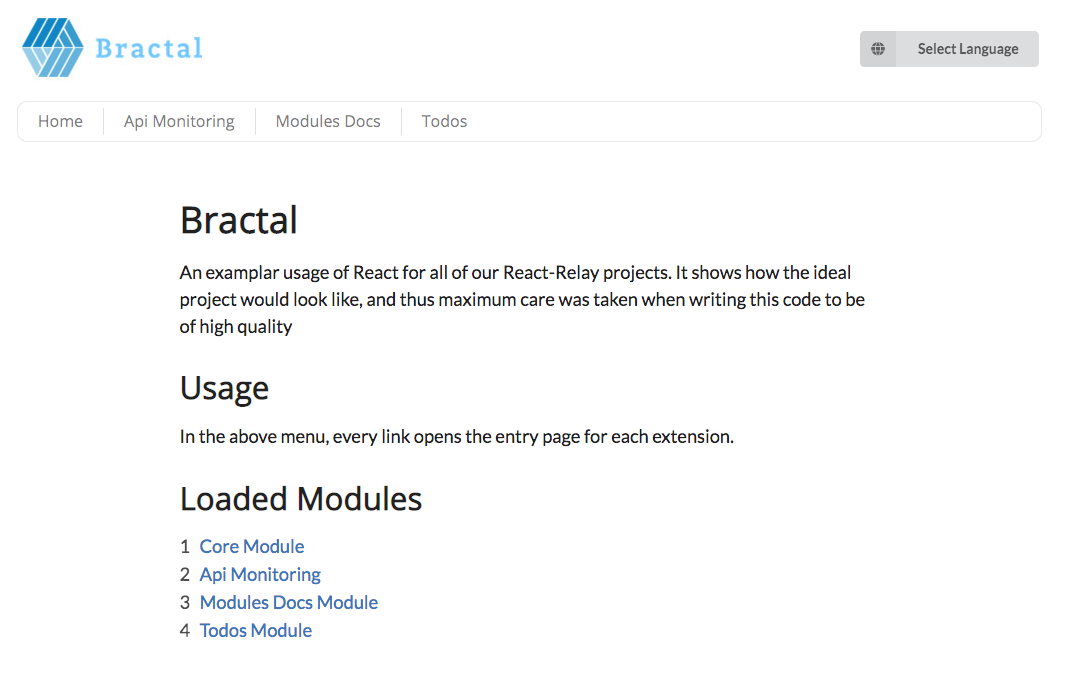 Bractal
Select Language
Home
Api Monitoring
Modules Docs
Todos
Bractal
An examplar usage of React for all of our React-Relay projects. It shows how the ideal
project would look like, and thus maximum care was taken when writing this code to be
of high quality
Usage
In the above menu, every link opens the entry page for each extension.
Loaded Modules
1 Core Module
2 Api Monitoring
3 Modules Docs Module
4 Todos Module